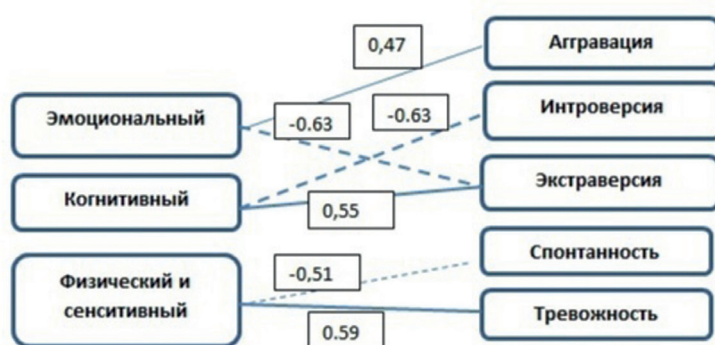 0,47
Аггравация
Эмоциональный
-0.63
-0.63
Интроверсия
Когнитивный
0,55
Экстраверсия
Физический и
сенситивный
-0,51
Спонтанность
0.59
Тревожность